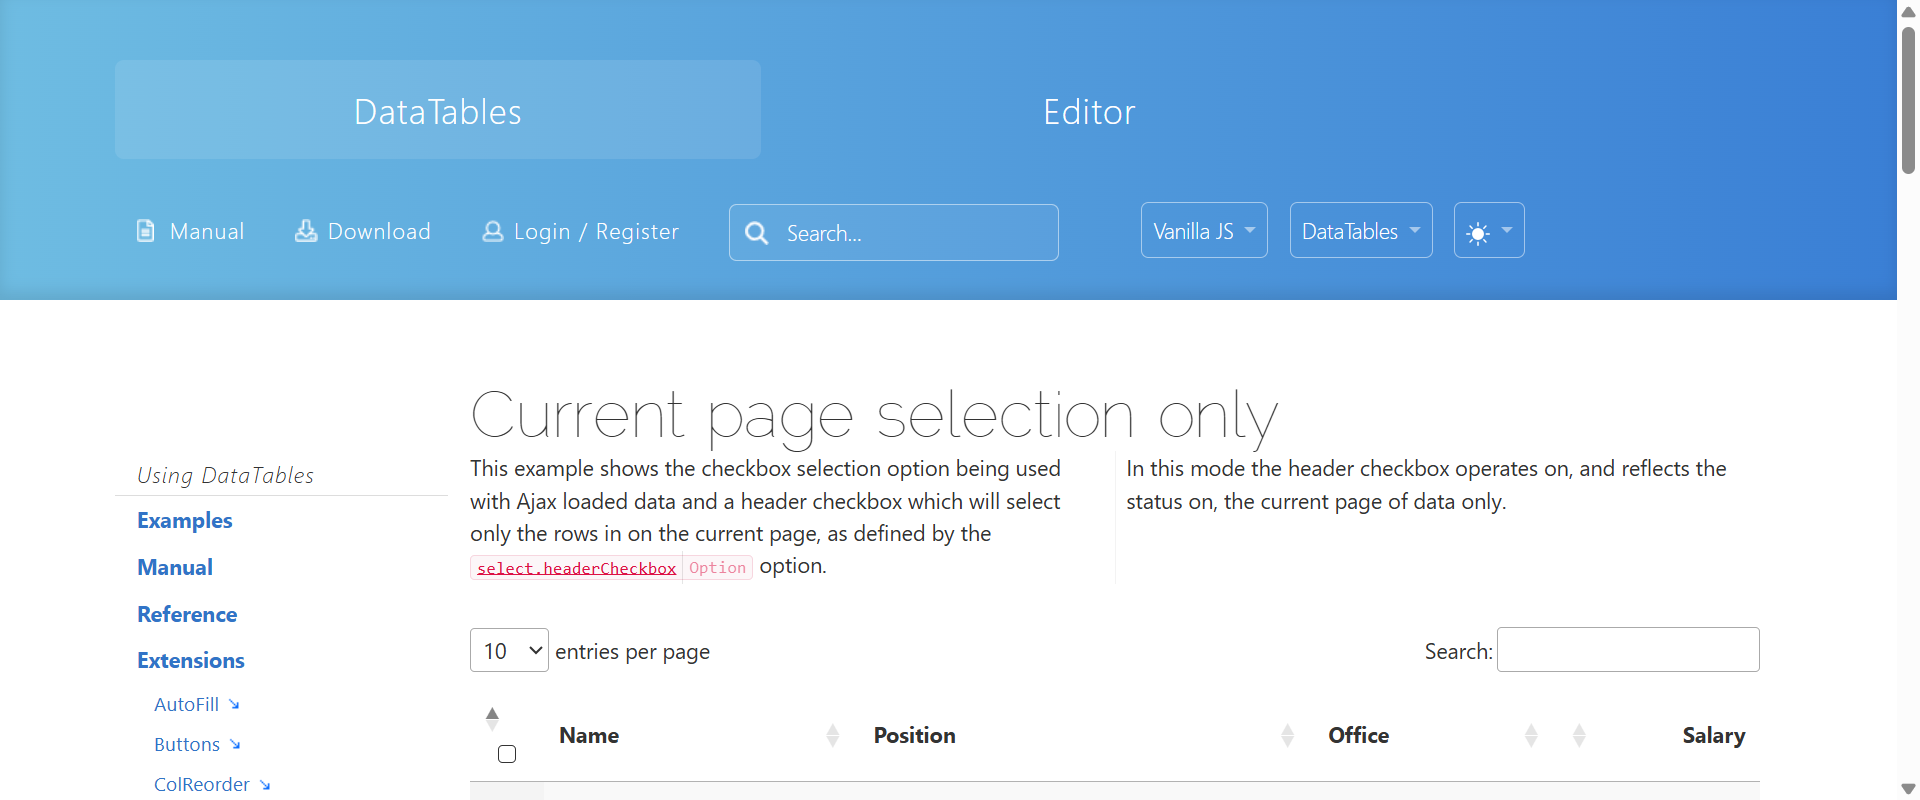 DataTables
Editor
Manual
Download
Login / Register
Search...
Vanilla JS
DataTables
Current page selection only
Using DataTables
Examples
Manual
Reference
Extensions
AutoFill
Buttons
ColReorder
This example shows the checkbox selection option being used
with Ajax loaded data and a header checkbox which will select
only the rows in on the current page, as defined by the
select.headerCheckbox Option option.
In this mode the header checkbox operates on, and reflects the
status on, the current page of data only.
10 entries per page
Search:
Name Position Office Salary